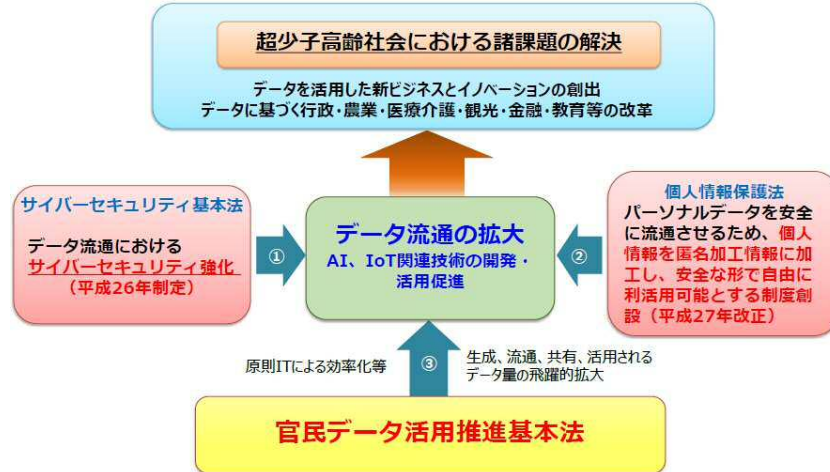 超少子高齢社会における諸課題の解決
データを活用した新ビジネスとイノベーションの創出
データに基づく行政・農業・医療介護・観光・金融・教育等の改革
サイバーセキュリティ基本法
データ流通における
サイバーセキュリティ強化
（平成26年制定）
①
データ流通の拡大
AI、IoT関連技術の開発・
活用促進
②
個人情報保護法
パーソナルデータを安全
に流通させるため、個人
情報を匿名加工情報に加
工し、安全な形で自由に
利活用可能とする制度創
設（平成27年改正）
原則ITによる効率化等
③
生成、流通、共有、活用される
データ量の飛躍的拡大
官民データ活用推進基本法